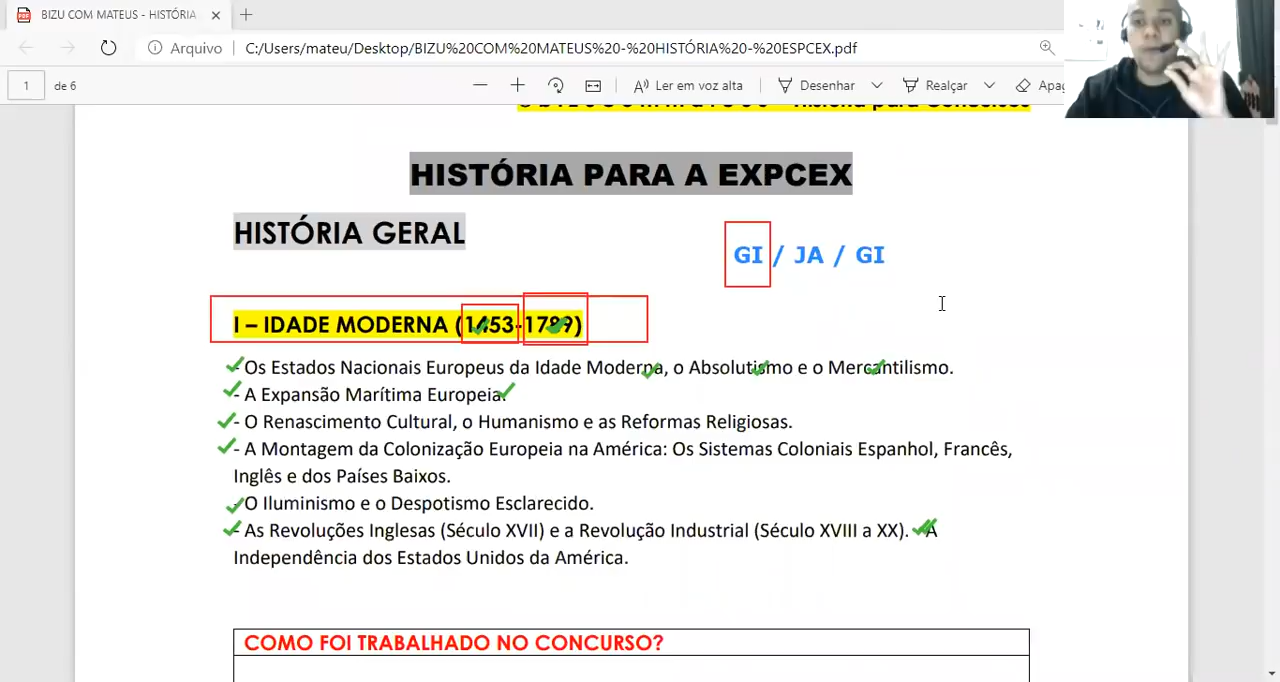 BIZU COM MATEUS - HISTÓRIA
Arquivo
C:/Users/mateu/Desktop/BIZU%20COM%20MATEUS%20-%20HISTÓRIA%20-%20ESPCEX.pdf
1 de 6
Ler em voz alta
Desenhar
Realçar
Apag
HISTÓRIA PARA A EXPCEX
HISTÓRIA GERAL
GI / JA / GI
I – IDADE MODERNA (1453-1789)
- Os Estados Nacionais Europeus da Idade Moderna, o Absolutismo e o Mercantilismo.
- A Expansão Marítima Europeia.
- O Renascimento Cultural, o Humanismo e as Reformas Religiosas.
- A Montagem da Colonização Europeia na América: Os Sistemas Coloniais Espanhol, Francês,
Inglês e dos Países Baixos.
- O Iluminismo e o Despotismo Esclarecido.
- As Revoluções Inglesas (Século XVII) e a Revolução Industrial (Século XVIII a XX). A
Independência dos Estados Unidos da América.
COMO FOI TRABALHADO NO CONCURSO?